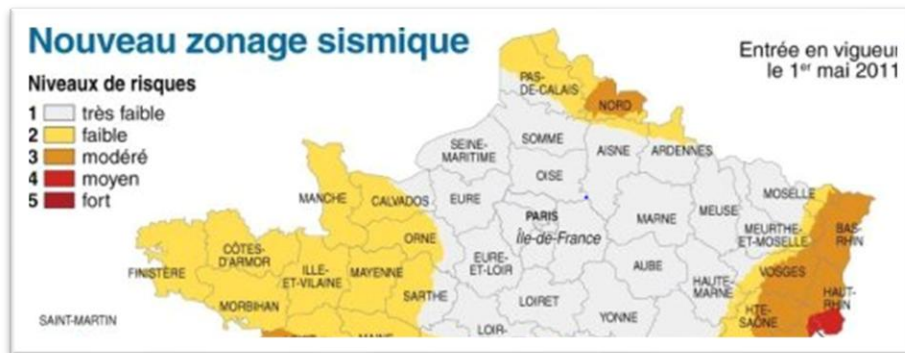 Nouveau zonage sismique
Entrée en vigueur
le 1er mai 2011
Niveaux de risques
1 très faible
2 faible
3 modéré
4 moyen
5 fort
PAS-
DE-CALAIS
NORD
SOMME
SEINE-
MARITIME
AISNE
ARDENNES
OISE
MANCHE
CALVADOS
EURE
PARIS
Île-de-France
MARNE
MEUSE
MOSELLE
MEURTHE-
ET-MOSELLE
BAS-
RHIN
ORNE
FINISTÈRE
CÔTES-
D'ARMOR
ILLE-
ET-VILAINE
MAYENNE
EURE-
ET-LOIR
AUBE
HAUTE-
MARNE
VOSGES
HAUT-
RHIN
MORBIHAN
SARTHE
LOIRET
YONNE
HTE-
SAÔNE
SAINT-MARTIN
LOIR-